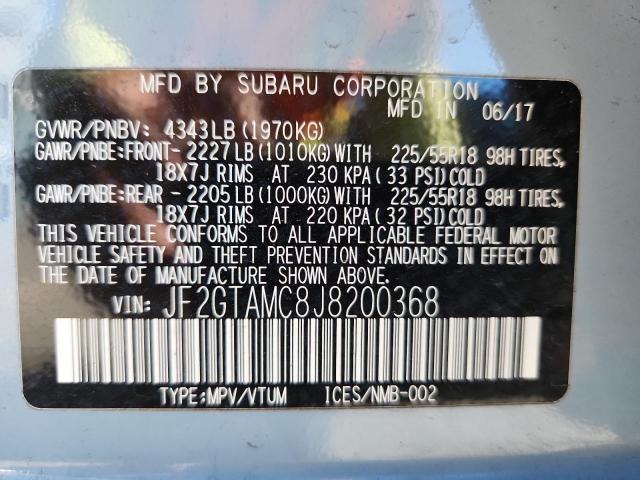 MFD BY SUBARU CORPORATION
MFD IN 06/17
GVWR/PNBV: 4343LB(1970KG)
GAWR/PNBE:FRONT-2227LB(1010KG)WITH 225/55R18 98H TIRES,
18X7J RIMS AT 230 KPA(33 PSI)COLD
GAWR/PNBE:REAR -2205LB(1000KG)WITH 225/55R18 98H TIRES,
18X7J RIMS AT 220 KPA(32 PSI)COLD
THIS VEHICLE CONFORMS TO ALL APPLICABLE FEDERAL MOTOR
VEHICLE SAFETY AND THEFT PREVENTION STANDARDS IN EFFECT ON
THE DATE OF MANUFACTURE SHOWN ABOVE.
VIN: JF2GTAMC8J8200368
TYPE:MPV/VTUM ICES/NMB-002